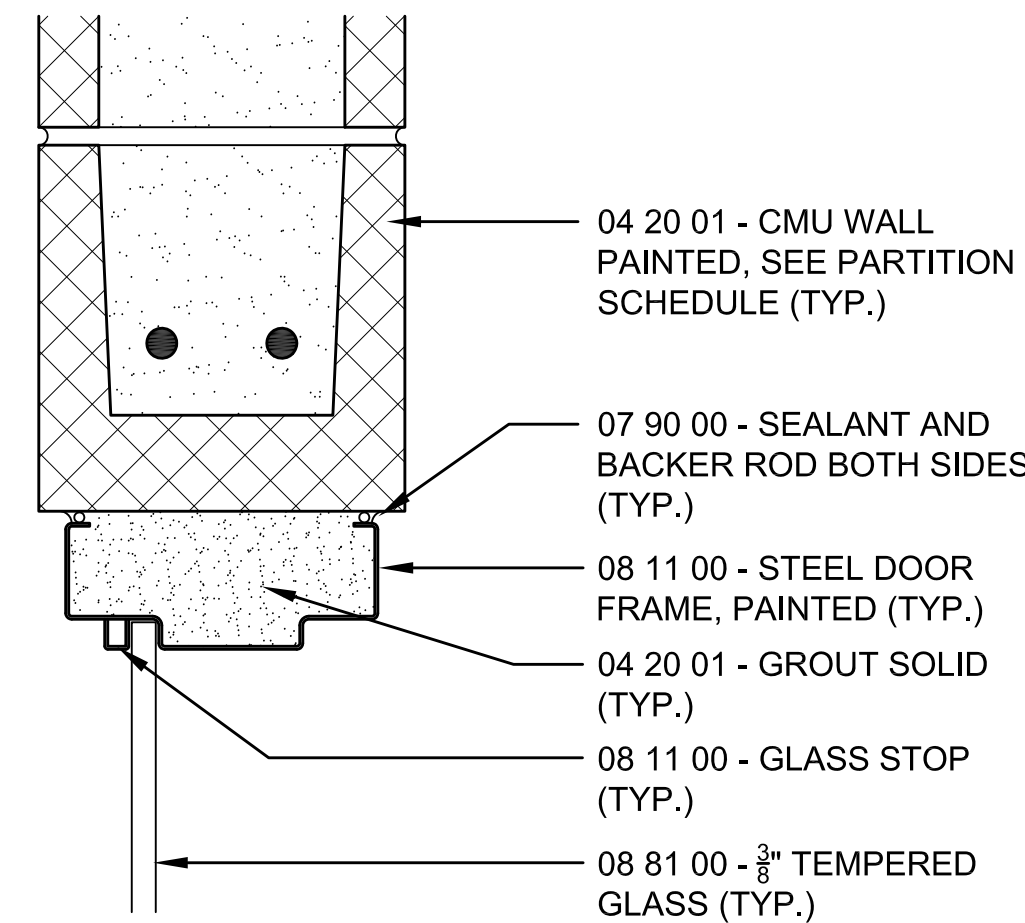 04 20 01 - CMU WALL
PAINTED, SEE PARTITION
SCHEDULE (TYP.)
07 90 00 - SEALANT AND
BACKER ROD BOTH SIDES
(TYP.)
08 11 00 - STEEL DOOR
FRAME, PAINTED (TYP.)
04 20 01 - GROUT SOLID
(TYP.)
08 11 00 - GLASS STOP
(TYP.)
08 81 00 - 3/8" TEMPERED
GLASS (TYP.)